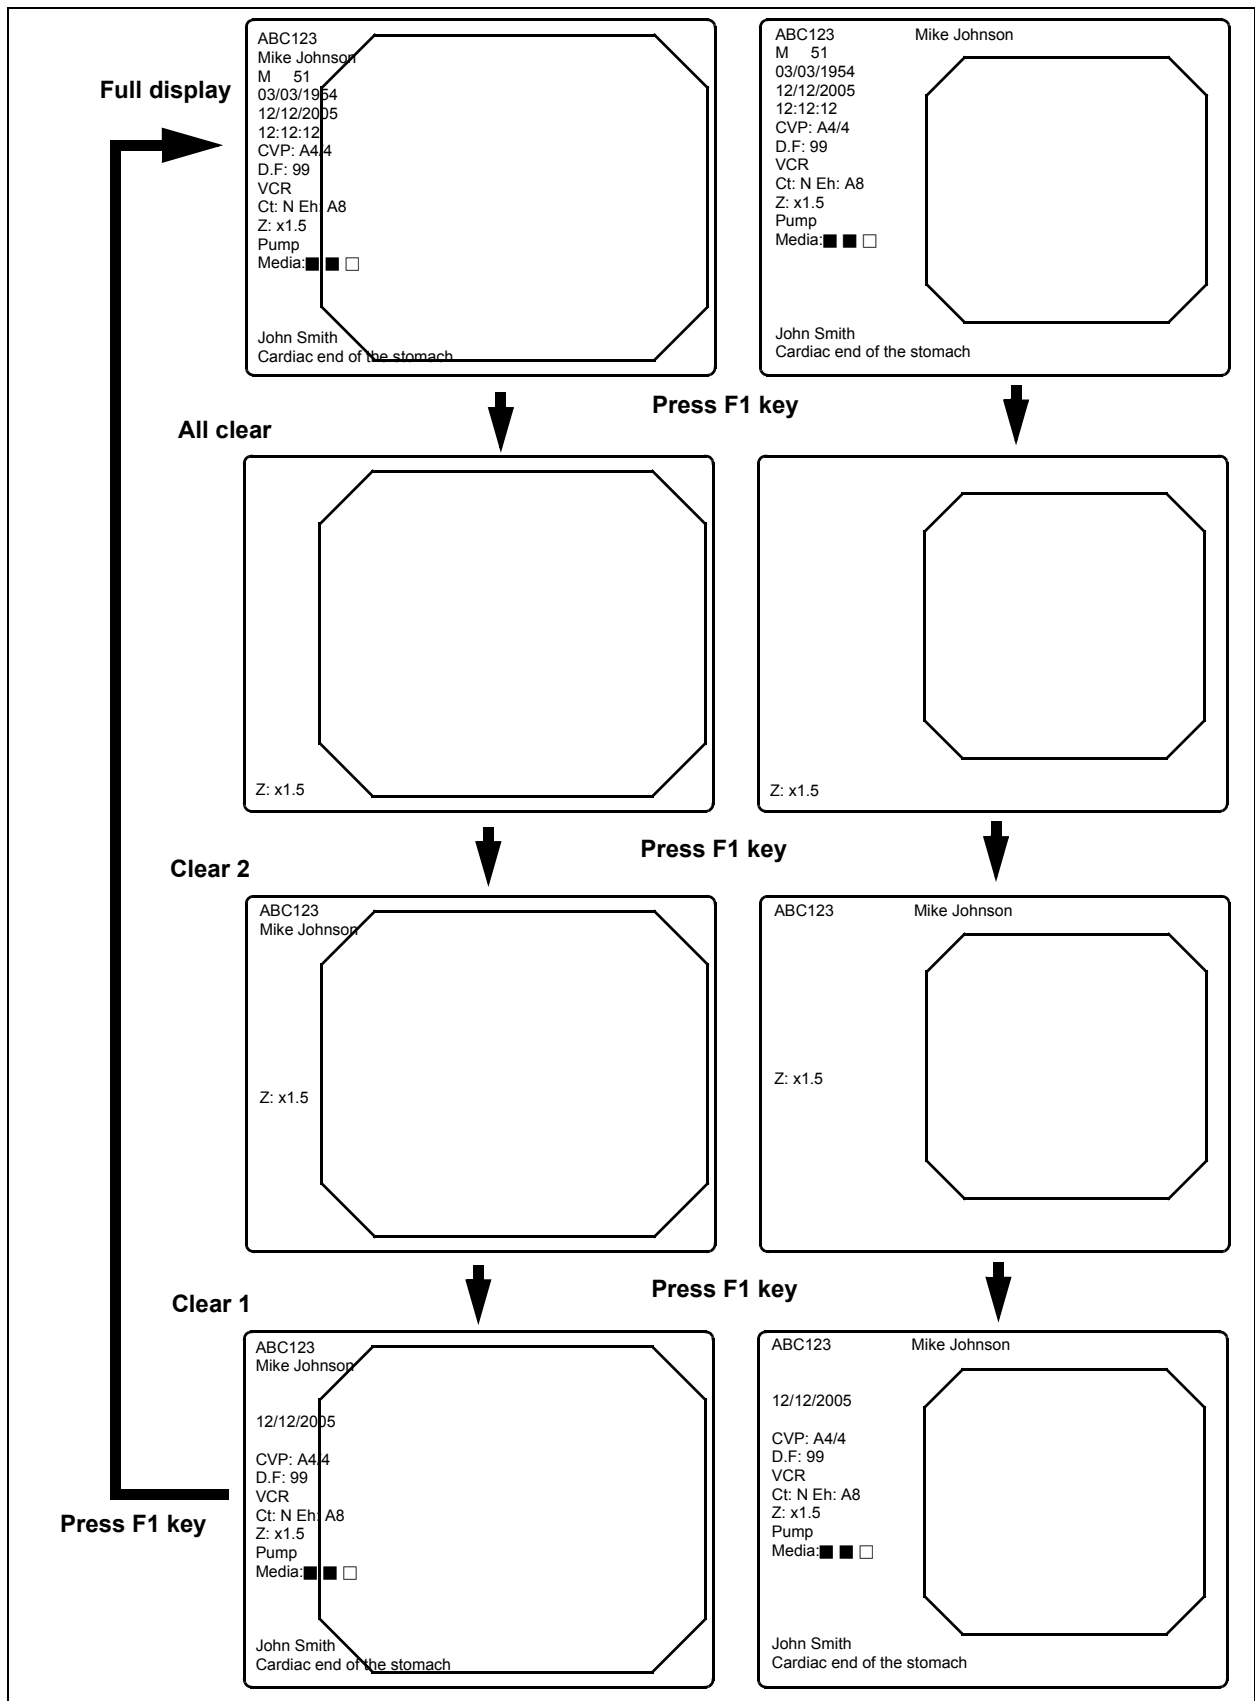 Full display
ABC123
Mike Johnson
M 51
03/03/1954
12/12/2005
12:12:12
CVP: A4/4
D.F: 99
VCR
Ct: N Eh: A8
Z: x1.5
Pump
Media:■ ■ □
John Smith
Cardiac end of the stomach
ABC123 Mike Johnson
M 51
03/03/1954
12/12/2005
12:12:12
CVP: A4/4
D.F: 99
VCR
Ct: N Eh: A8
Z: x1.5
Pump
Media:■ ■ □
John Smith
Cardiac end of the stomach
Press F1 key
All clear
Z: x1.5
Z: x1.5
Press F1 key
Clear 2
ABC123
Mike Johnson
Z: x1.5
ABC123 Mike Johnson
Z: x1.5
Press F1 key
Clear 1
ABC123
Mike Johnson
12/12/2005
CVP: A4/4
D.F: 99
VCR
Ct: N Eh: A8
Z: x1.5
Pump
Media:■ ■ □
John Smith
Cardiac end of the stomach
ABC123 Mike Johnson
12/12/2005
CVP: A4/4
D.F: 99
VCR
Ct: N Eh: A8
Z: x1.5
Pump
Media:■ ■ □
John Smith
Cardiac end of the stomach
Press F1 key